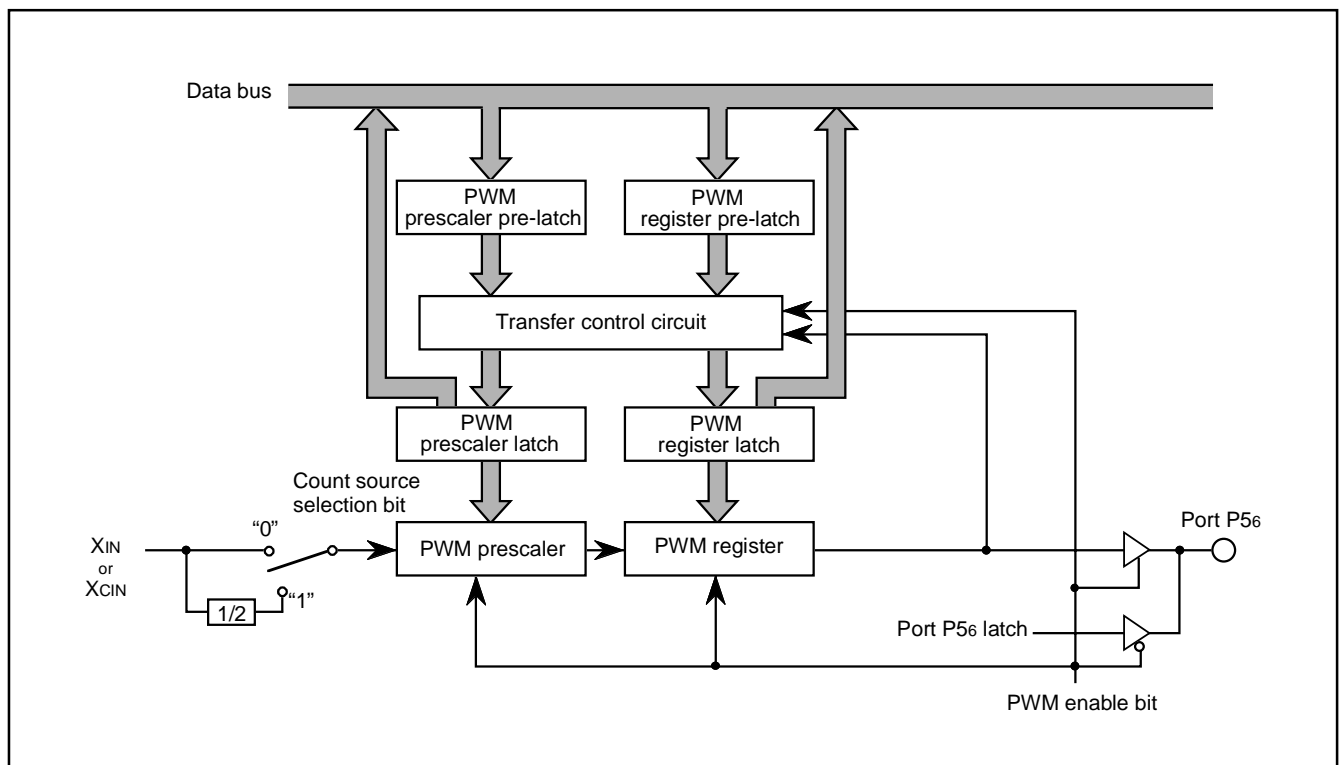 Data bus
PWM
prescaler pre-latch
PWM
register pre-latch
Transfer control circuit
PWM
prescaler latch
PWM
register latch
Count source
selection bit
“0”
XIN
or
XCIN
“1”
1/2
PWM prescaler
PWM register
Port P56
Port P56 latch
PWM enable bit